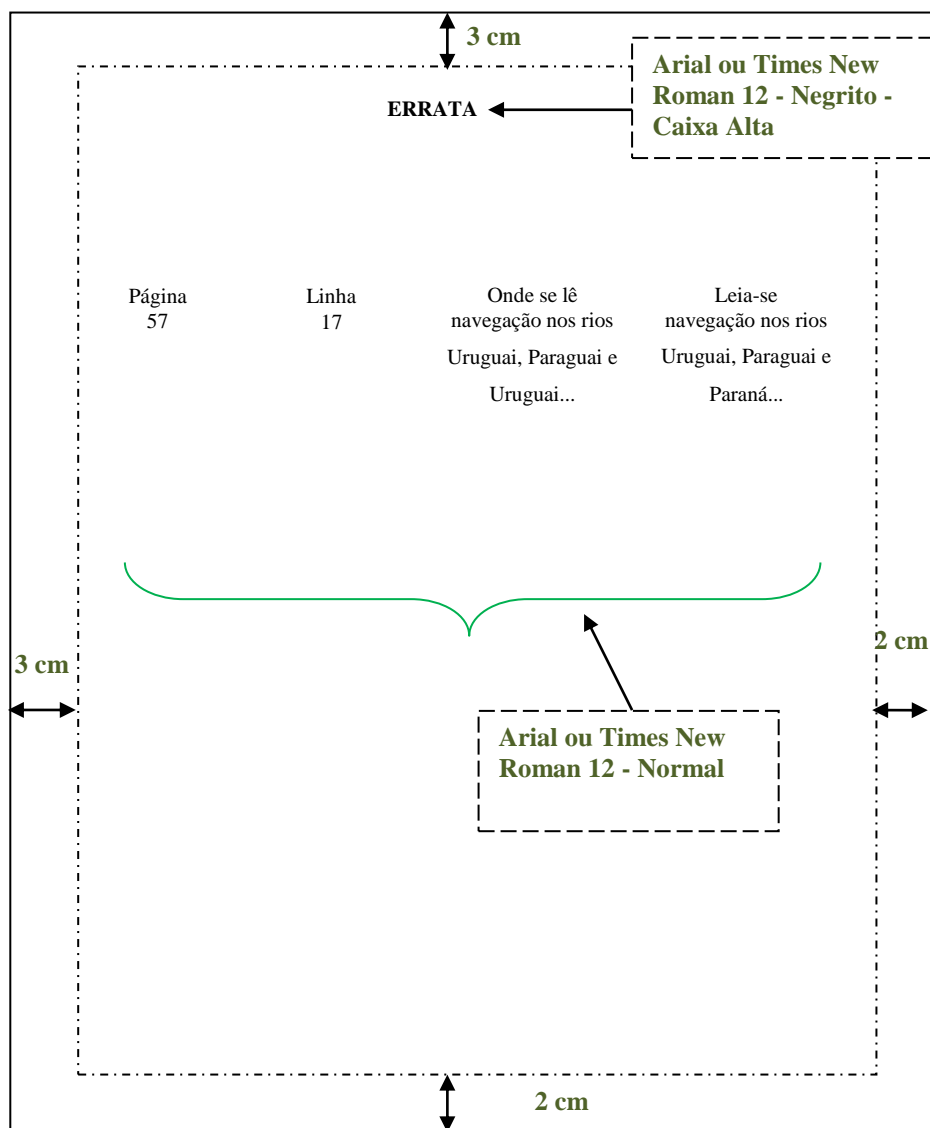 3 cm
Arial ou Times New
Roman 12 - Negrito -
Caixa Alta
ERRATA
Página
57
Linha
17
Onde se lê
navegação nos rios
Uruguai, Paraguai e
Uruguai...
Leia-se
navegação nos rios
Uruguai, Paraguai e
Paraná...
3 cm
2 cm
Arial ou Times New
Roman 12 - Normal
2 cm